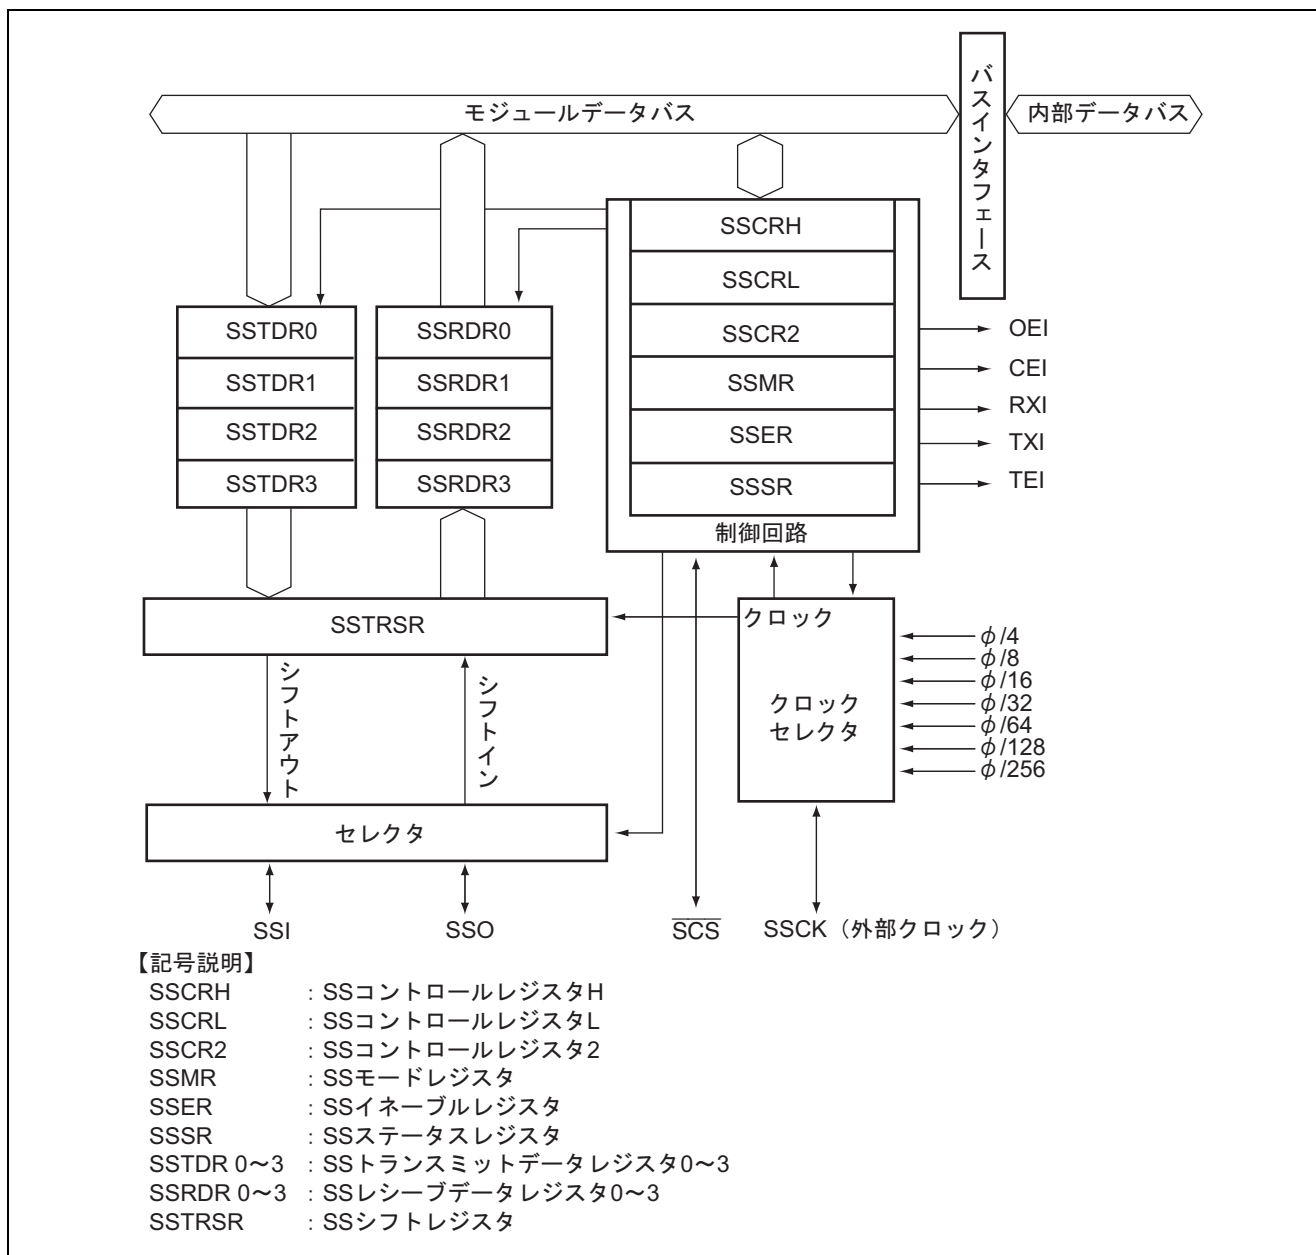 モジュールデータバス
バスインタフェース
内部データバス
SSCRH
SSCRL
SSCR2
SSMR
SSER
SSSR
制御回路
SSTDR0
SSTDR1
SSTDR2
SSTDR3
SSRDR0
SSRDR1
SSRDR2
SSRDR3
OEI
CEI
RXI
TXI
TEI
SSTRSR
クロック
クロック
セレクタ
φ/4
φ/8
φ/16
φ/32
φ/64
φ/128
φ/256
シフトアウト
シフトイン
セレクタ
SSI
SSO
SCS
SSCK（外部クロック）
【記号説明】
SSCRH : SSコントロールレジスタH
SSCRL : SSコントロールレジスタL
SSCR2 : SSコントロールレジスタ2
SSMR : SSモードレジスタ
SSER : SSイネーブルレジスタ
SSSR : SSステータスレジスタ
SSTDR 0～3 : SSトランスミットデータレジスタ0～3
SSRDR 0～3 : SSレシーブデータレジスタ0～3
SSTRSR : SSシフトレジスタ